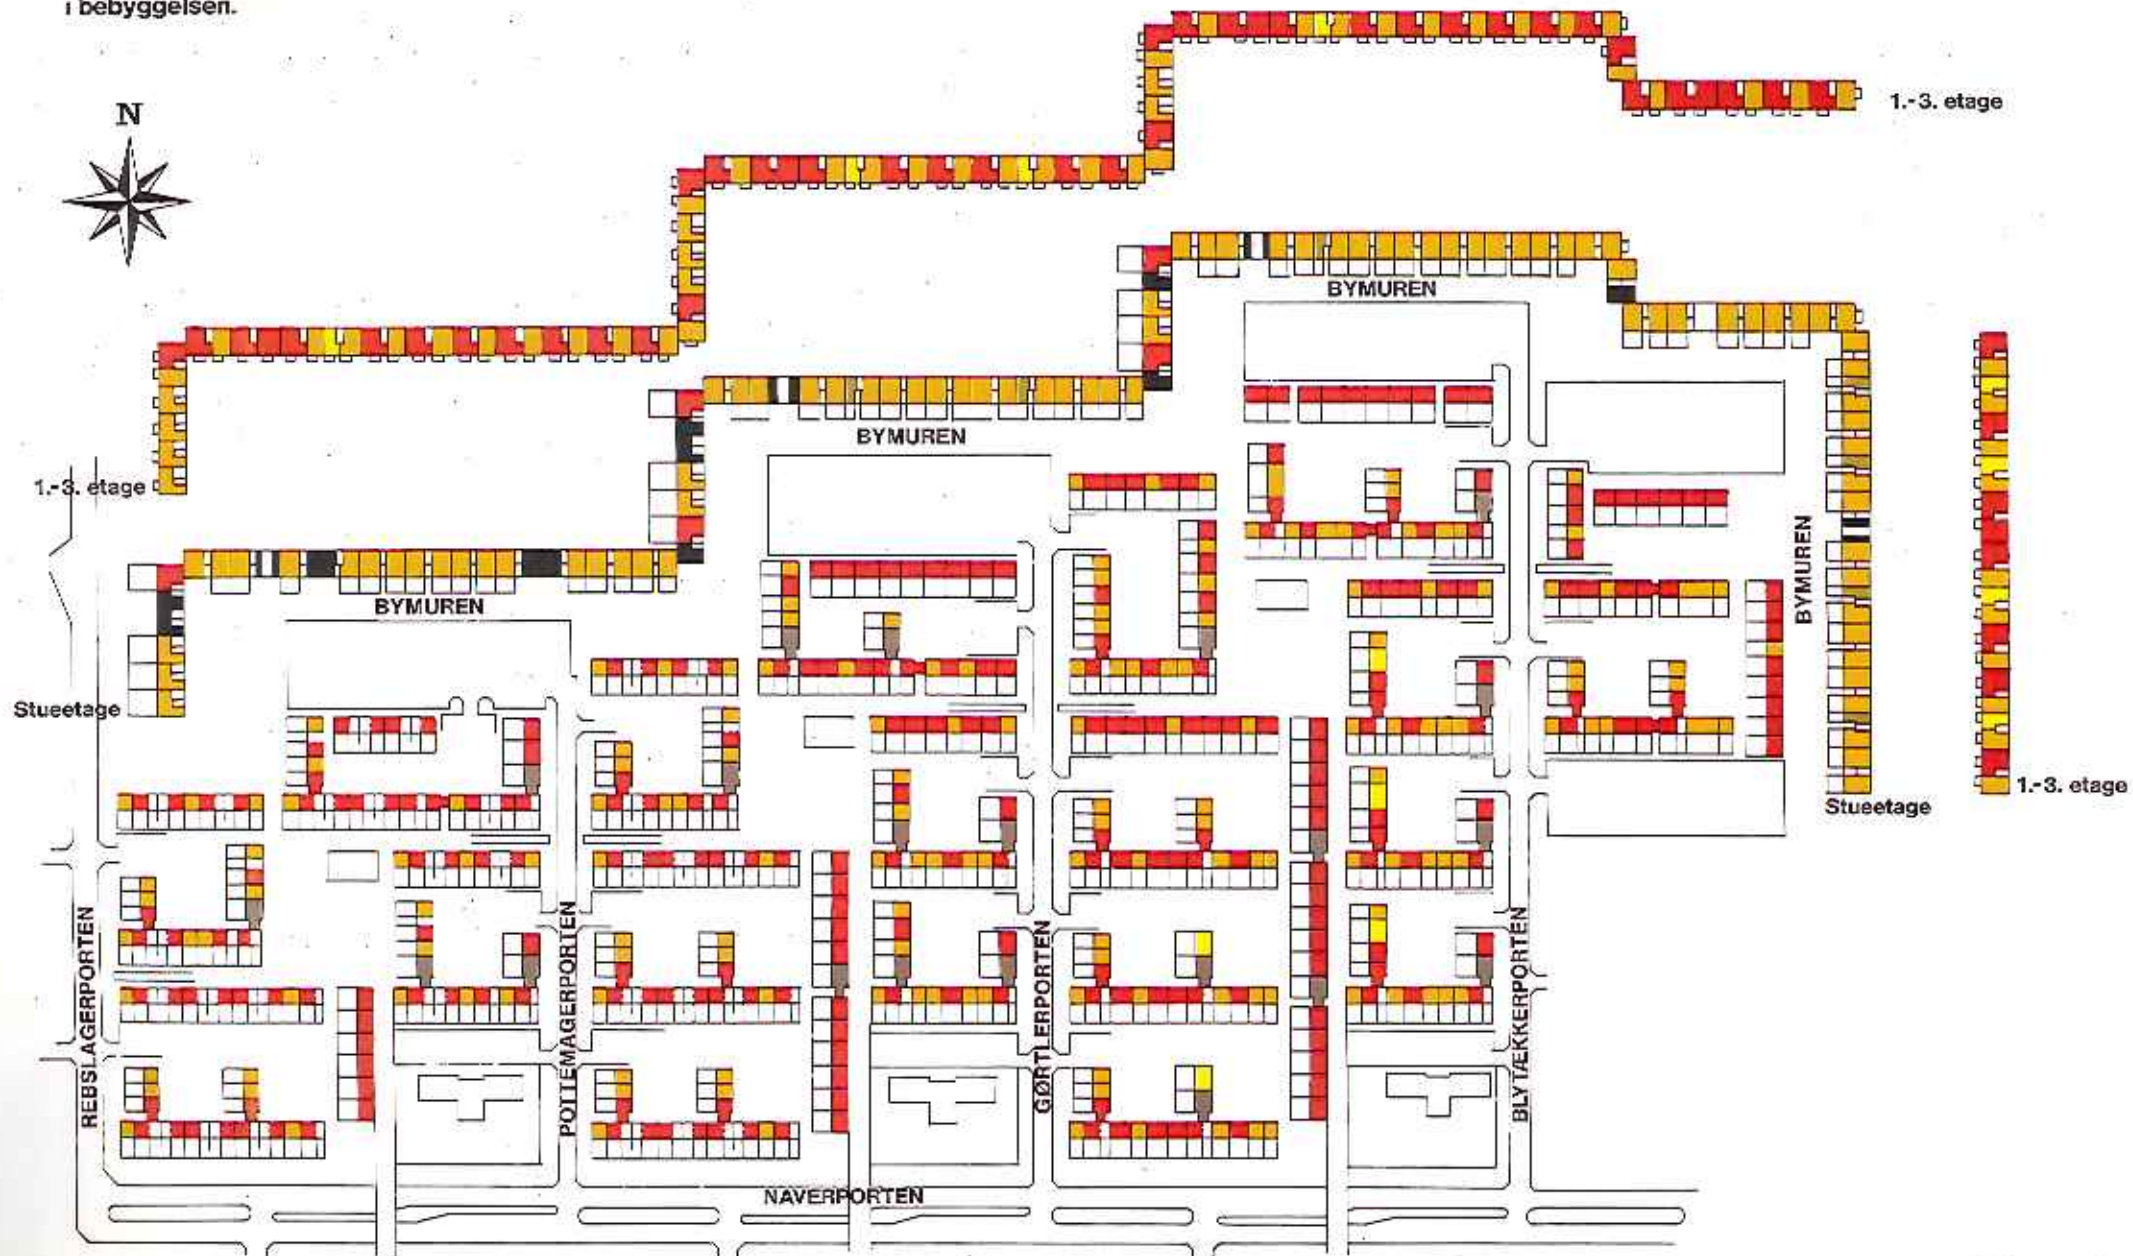 i bebyggelsen.
N
1.-3. etage
BYMUREN
BYMUREN
1.-3. etage
BYMUREN
BYMUREN
Stueetage
1.-3. etage
Stueetage
REBSLAGERPORTEN
POTTEMAGERPORTEN
GØRTLERPORTEN
BLYTÆKKERPORTEN
NAVERPORTEN